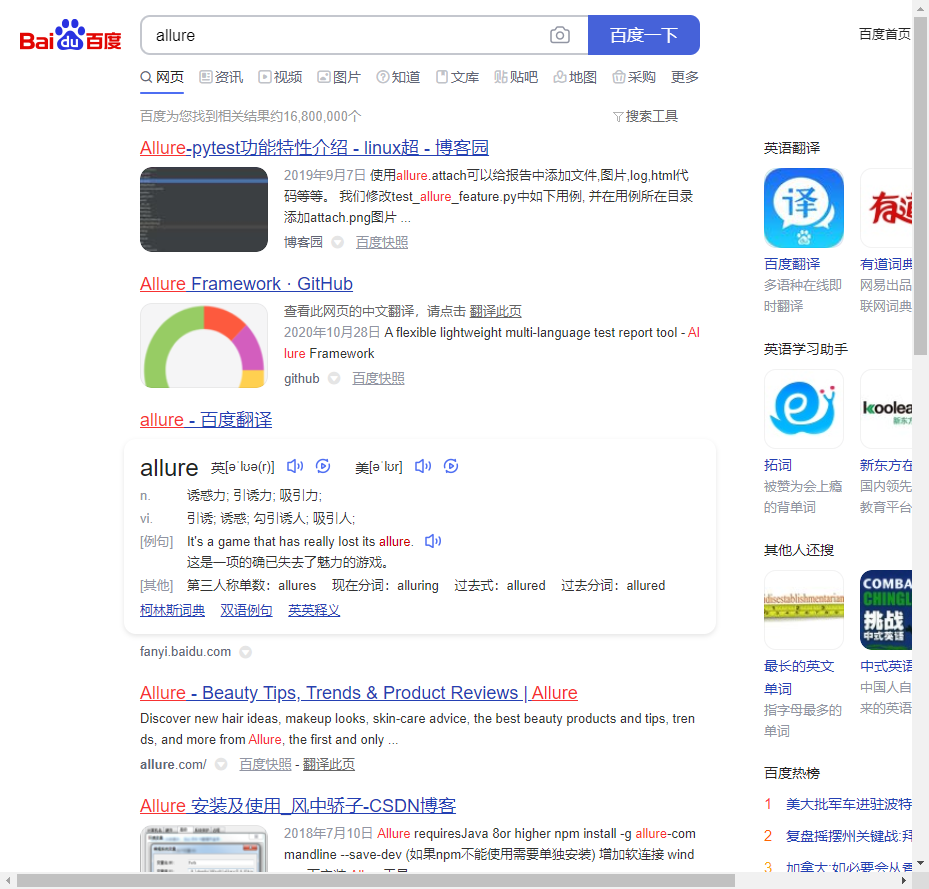 Bai du 百度
allure
百度一下
百度首页
网页 资讯 视频 图片 知道 文库 贴吧 地图 采购 更多
百度为您找到相关结果约16,800,000个
搜索工具
Allure-pytest功能特性介绍 - linux超 - 博客园
2019年9月7日 使用allure.attach可以给报告中添加文件,图片,log,html代
码等等。 我们修改test_allure_feature.py中如下用例, 并在用例所在目录
添加attach.png图片 ...
博客园 百度快照
Allure Framework · GitHub
查看此网页的中文翻译，请点击 翻译此页
2020年10月28日 A flexible lightweight multi-language test report tool - Al
lure Framework
github 百度快照
allure - 百度翻译
allure 英[əˈlʊə(r)] 美[əˈlʊr]
n. 诱惑力; 引诱力; 吸引力;
vi. 引诱; 诱惑; 勾引诱人; 吸引人;
[例句] It's a game that has really lost its allure.
这是一项的确已失去了魅力的游戏。
[其他] 第三人称单数：allures 现在分词：alluring 过去式：allured 过去分词：allured
柯林斯词典 双语例句 英英释义
fanyi.baidu.com
Allure - Beauty Tips, Trends & Product Reviews | Allure
Discover new hair ideas, makeup looks, skin-care advice, the best beauty products and tips, tren
ds, and more from Allure, the first and only ...
allure.com/ 百度快照 - 翻译此页
Allure 安装及使用_风中骄子-CSDN博客
2018年7月10日 Allure requiresJava 8or higher npm install -g allure-com
mandline --save-dev (如果npm不能使用需要单独安装) 增加软连接 wind
英语翻译
译
有道
百度翻译 有道词典
多语种在线即 网易出品
时翻译 联网词典
英语学习助手
koolea
新东方
拓词 新东方在
被赞为会上瘾 国内领先
的背单词 教育平台
其他人还搜
disestablishmentarian
COMBA
CHINGL
挑战
中式英语
最长的英文 中式英语
单词 中国人自
指字母最多的 来的英语
单词
百度热榜
1 美大批军车进驻波特
2 复盘摇摆州关键战:拜
3 加拿大:如必要会从香